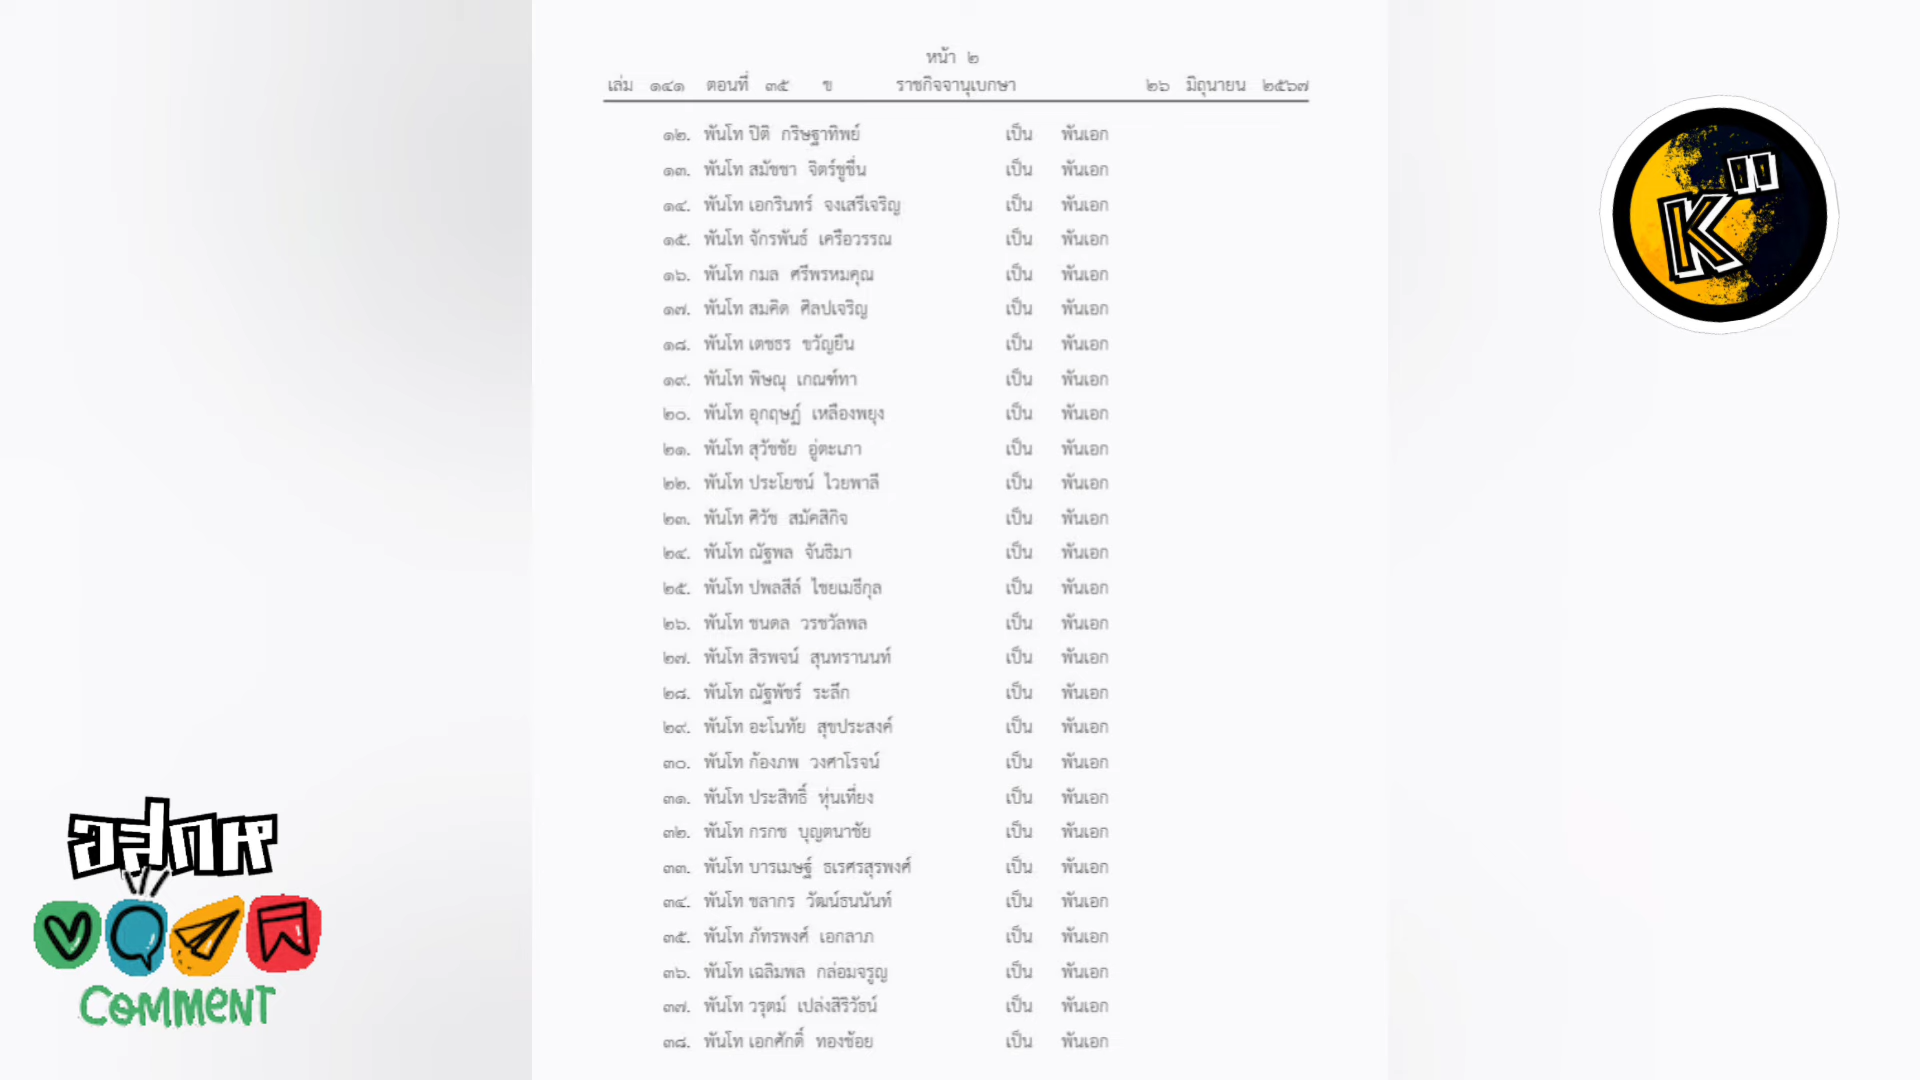 หน้า ๒
เล่ม ๑๔๑ ตอนที่ ๓๕ ข ราชกิจจานุเบกษา ๒๖ มิถุนายน ๒๕๖๗
๑๒. พันโท ปิติ กริษฐาทิพย์ เป็น พันเอก
๑๓. พันโท สมัชชา จิตร์ชูชื่น เป็น พันเอก
๑๔. พันโท เอกรินทร์ จงเสรีเจริญ เป็น พันเอก
๑๕. พันโท จักรพันธ์ เครือวรรณ เป็น พันเอก
๑๖. พันโท กมล ศรีพรหมคุณ เป็น พันเอก
๑๗. พันโท สมคิด ศิลปเจริญ เป็น พันเอก
๑๘. พันโท เตชธร ขวัญยืน เป็น พันเอก
๑๙. พันโท พิษณุ เกณฑ์ทา เป็น พันเอก
๒๐. พันโท อุกฤษฏ์ เหลืองพยุง เป็น พันเอก
๒๑. พันโท สุวัชชัย อู่ตะเภา เป็น พันเอก
๒๒. พันโท ประโยชน์ ไวยพาลี เป็น พันเอก
๒๓. พันโท ศิวัช สมัคสิกิจ เป็น พันเอก
๒๔. พันโท ณัฐพล จันธิมา เป็น พันเอก
๒๕. พันโท ปพลสีล์ ไชยเมธีกุล เป็น พันเอก
๒๖. พันโท ชนดล วรชวัลพล เป็น พันเอก
๒๗. พันโท สิรพจน์ สุนทรานนท์ เป็น พันเอก
๒๘. พันโท ณัฐพัชร์ ระลึก เป็น พันเอก
๒๙. พันโท อะโนทัย สุขประสงค์ เป็น พันเอก
๓๐. พันโท ก้องภพ วงศาโรจน์ เป็น พันเอก
๓๑. พันโท ประสิทธิ์ หุ่นเที่ยง เป็น พันเอก
๓๒. พันโท กรกช บุญตนาชัย เป็น พันเอก
๓๓. พันโท บารเมษฐ์ ธเรศรสุรพงศ์ เป็น พันเอก
๓๔. พันโท ชลากร วัฒน์ธนนันท์ เป็น พันเอก
๓๕. พันโท ภัทรพงศ์ เอกลาภ เป็น พันเอก
๓๖. พันโท เฉลิมพล กล่อมจรูญ เป็น พันเอก
๓๗. พันโท วรุตม์ เปล่งสิริวัธน์ เป็น พันเอก
๓๘. พันโท เอกศักดิ์ ทองช้อย เป็น พันเอก
K"
อสุกห
COMMENT